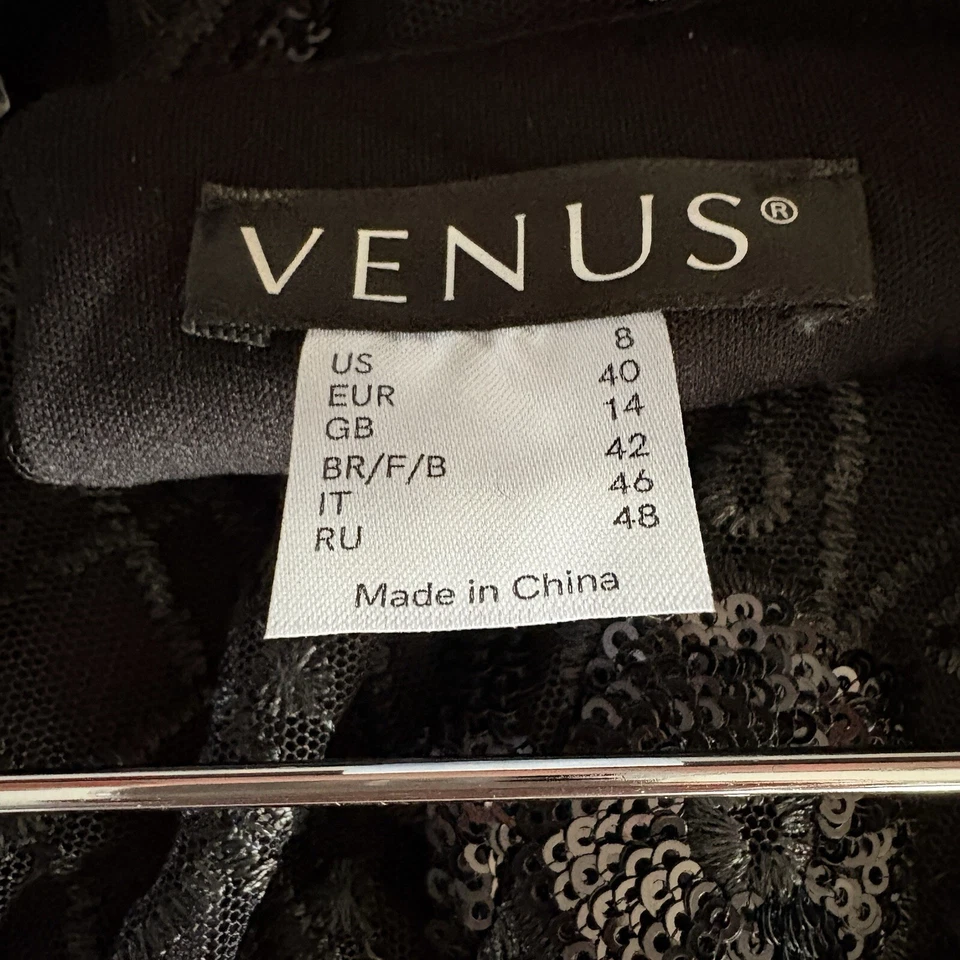 VENUS®
US 8
EUR 40
GB 14
BR/F/B 42
IT 46
RU 48
Made in China